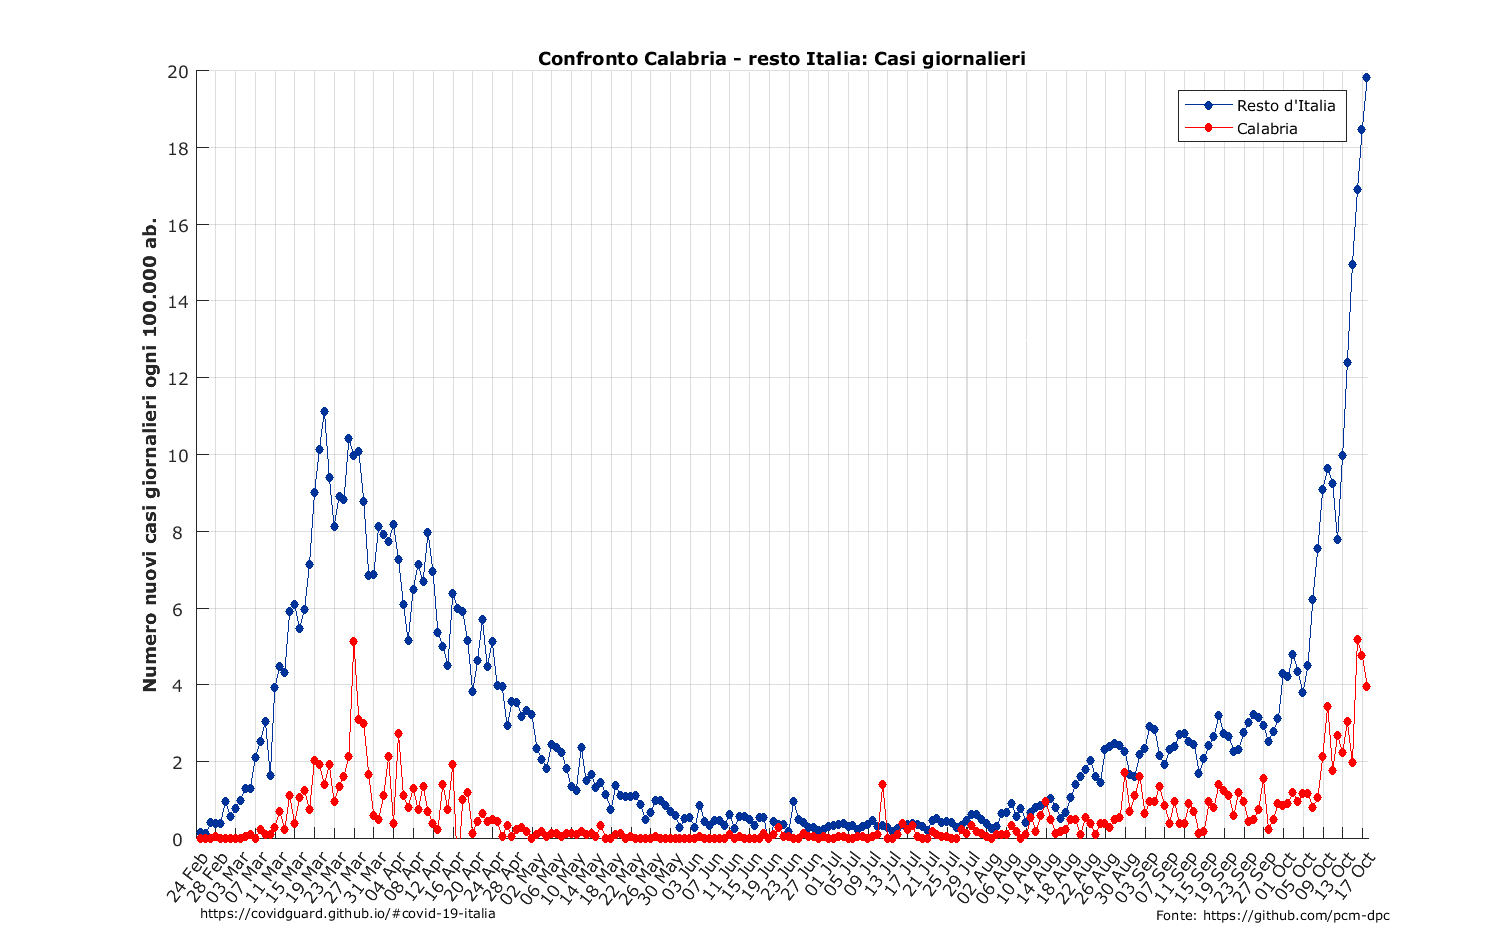 Confronto Calabria - resto Italia: Casi giornalieri
Numero nuovi casi giornalieri ogni 100.000 ab.
20
18
16
14
12
10
8
6
4
2
0
Resto d'Italia
Calabria
24 Feb
28 Feb
03 Mar
07 Mar
11 Mar
15 Mar
19 Mar
23 Mar
27 Mar
31 Mar
04 Apr
08 Apr
12 Apr
16 Apr
20 Apr
24 Apr
28 Apr
02 May
06 May
10 May
14 May
18 May
22 May
26 May
30 May
03 Jun
07 Jun
11 Jun
15 Jun
19 Jun
23 Jun
27 Jun
01 Jul
05 Jul
09 Jul
13 Jul
17 Jul
21 Jul
25 Jul
29 Jul
02 Aug
06 Aug
10 Aug
14 Aug
18 Aug
22 Aug
26 Aug
30 Aug
03 Sep
07 Sep
11 Sep
15 Sep
19 Sep
23 Sep
27 Sep
01 Oct
05 Oct
09 Oct
13 Oct
17 Oct
https://covidguard.github.io/#covid-19-italia
Fonte: https://github.com/pcm-dpc